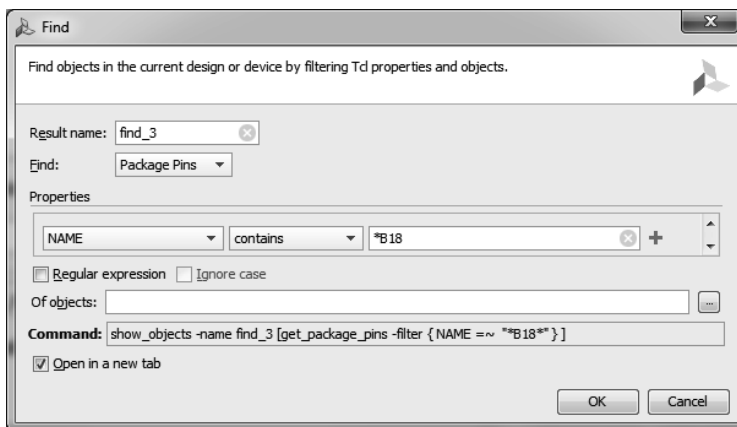 Find
Find objects in the current design or device by filtering Tcl properties and objects.
Result name: find_3
Find: Package Pins
Properties
NAME contains *B18
Regular expression Ignore case
Of objects: ...
Command: show_objects -name find_3 [get_package_pins -filter { NAME =~ "*B18*" } ]
Open in a new tab
OK Cancel